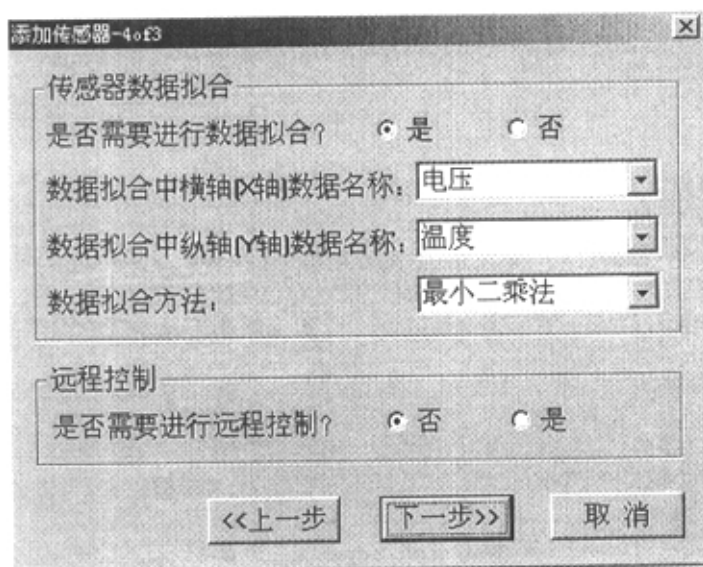 添加传感器-4of3
传感器数据拟合
是否需要进行数据拟合? 是 否
数据拟合中横轴(X轴)数据名称: 电压
数据拟合中纵轴(Y轴)数据名称: 温度
数据拟合方法: 最小二乘法
远程控制
是否需要进行远程控制? 否 是
<<上一步 下一步>> 取 消